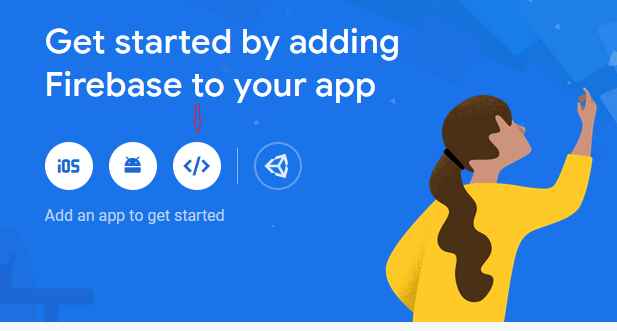 Get started by adding
Firebase to your app
iOS
</>
Add an app to get started